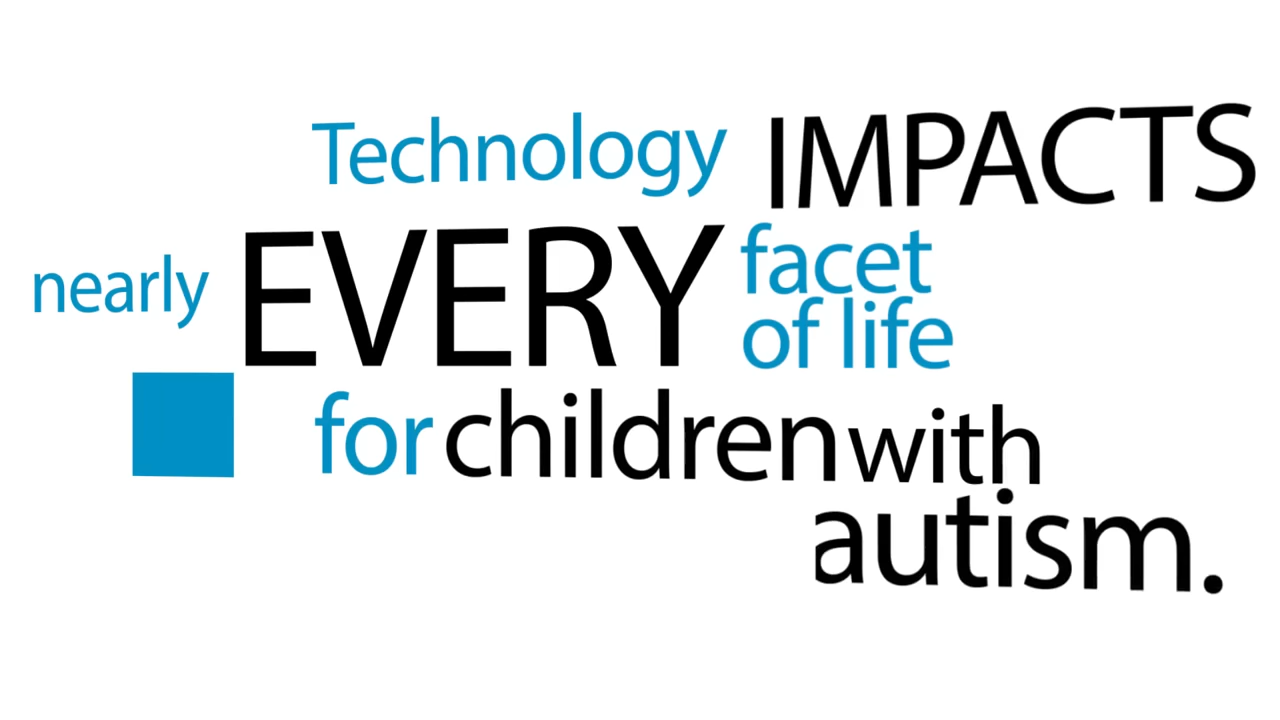 Technology IMPACTS
nearly EVERY facet
of life
for children with
autism.